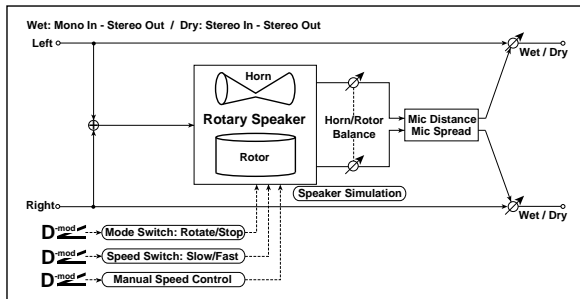 Wet: Mono In - Stereo Out / Dry: Stereo In - Stereo Out
Left
Wet / Dry
Horn
Rotary Speaker
Rotor
Horn/Rotor
Balance
Mic Distance
Mic Spread
Speaker Simulation
Right
Wet / Dry
D-mod
Mode Switch: Rotate/Stop
D-mod
Speed Switch: Slow/Fast
D-mod
Manual Speed Control